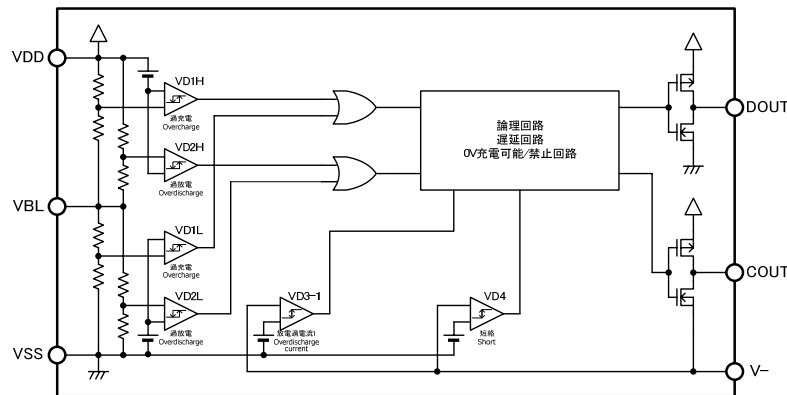 VDD
VD1H
過充電
Overcharge
VD2H
過放電
Overdischarge
VBL
VD1L
過充電
Overcharge
VD2L
過放電
Overdischarge
VSS
VD3-1
放電過電流1
Overdischarge
current
VD4
短絡
Short
論理回路
遅延回路
0V充電可能/禁止回路
DOUT
COUT
V−